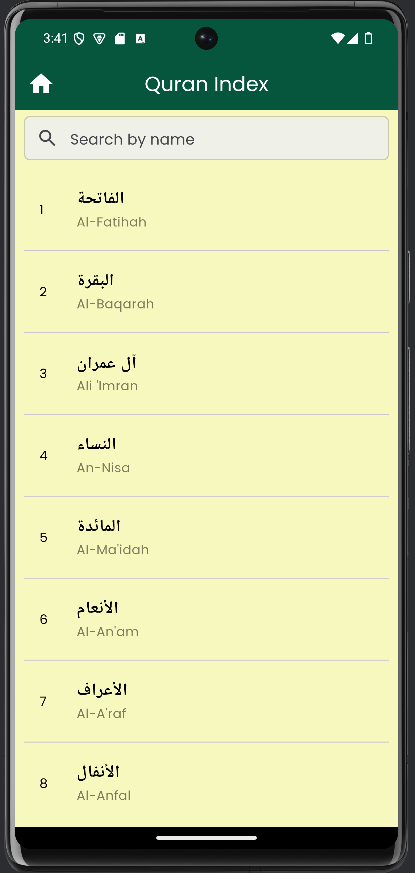 3:41
A
Quran Index
Search by name
1
الفاتحة
Al-Fatihah
2
البقرة
Al-Baqarah
3
آل عمران
Ali 'Imran
4
النساء
An-Nisa
5
المائدة
Al-Ma'idah
6
الأنعام
Al-An'am
7
الأعراف
Al-A'raf
8
الأنفال
Al-Anfal